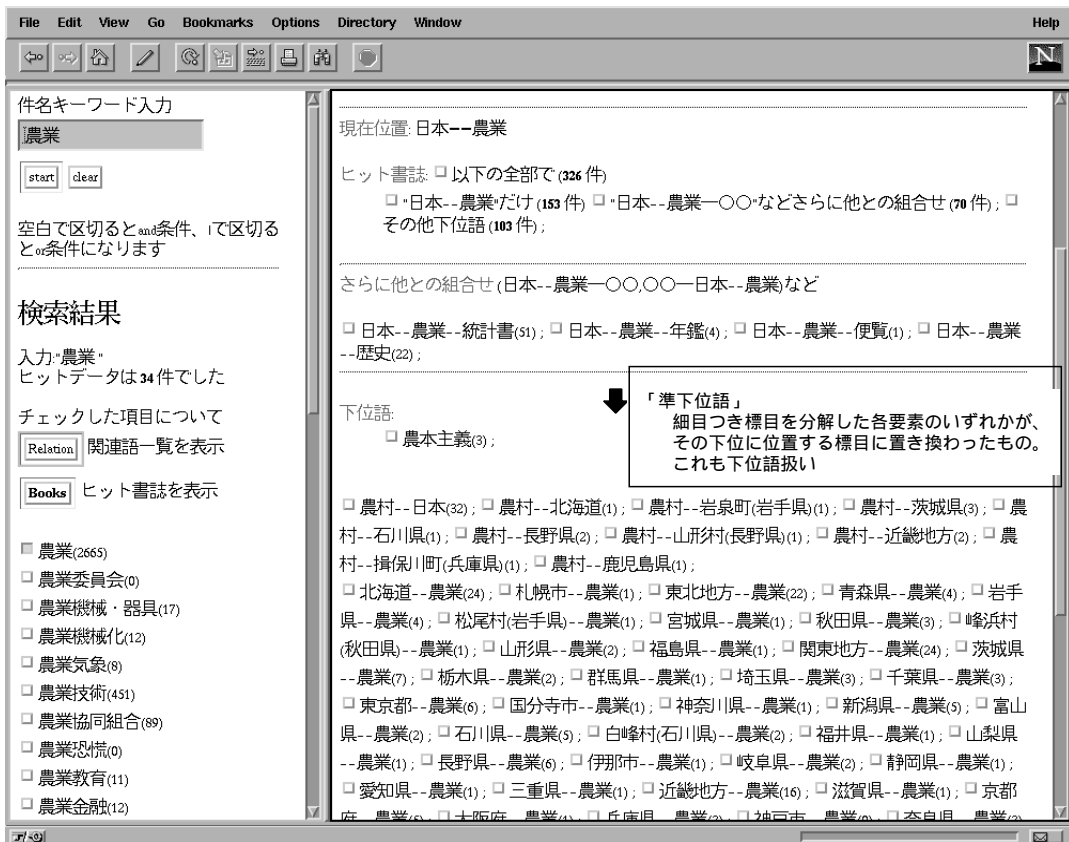 File Edit View Go Bookmarks Options Directory Window Help
N
件名キーワード入力
農業
start clear
空白で区切るとand条件、|で区切る
とor条件になります
検索結果
入力:"農業 "
ヒットデータは 34 件でした
チェックした項目について
Relation 関連語一覧を表示
Books ヒット書誌を表示
農業(2665)
農業委員会(0)
農業機械・器具(17)
農業機械化(12)
農業気象(8)
農業技術(451)
農業協同組合(89)
農業恐慌(0)
農業教育(11)
農業金融(12)
現在位置: 日本--農業
ヒット書誌: 以下の全部で (326 件)
"日本--農業"だけ (153 件) "日本--農業―○○"などさらに他との組合せ (70 件) ;
その他下位語 (103 件) ;
さらに他との組合せ (日本--農業―○○,○○―日本--農業)など
日本--農業--統計書(51) ; 日本--農業--年鑑(4) ; 日本--農業--便覧(1) ; 日本--農業
--歴史(22) ;
下位語:
農本主義(3) ;
「準下位語」
細目つき標目を分解した各要素のいずれかが、
その下位に位置する標目に置き換わったもの。
これも下位語扱い
農村--日本(32) ; 農村--北海道(1) ; 農村--岩泉町(岩手県)(1) ; 農村--茨城県(3) ; 農
村--石川県(1) ; 農村--長野県(2) ; 農村--山形村(長野県)(1) ; 農村--近畿地方(2) ; 農
村--揖保川町(兵庫県)(1) ; 農村--鹿児島県(1) ;
北海道--農業(24) ; 札幌市--農業(1) ; 東北地方--農業(22) ; 青森県--農業(4) ; 岩手
県--農業(4) ; 松尾村(岩手県)--農業(1) ; 宮城県--農業(1) ; 秋田県--農業(3) ; 峰浜村
(秋田県)--農業(1) ; 山形県--農業(2) ; 福島県--農業(1) ; 関東地方--農業(24) ; 茨城県
--農業(7) ; 栃木県--農業(2) ; 群馬県--農業(1) ; 埼玉県--農業(3) ; 千葉県--農業(3) ;
東京都--農業(6) ; 国分寺市--農業(1) ; 神奈川県--農業(1) ; 新潟県--農業(5) ; 富山
県--農業(2) ; 石川県--農業(5) ; 白峰村(石川県)--農業(2) ; 福井県--農業(1) ; 山梨県
--農業(1) ; 長野県--農業(6) ; 伊那市--農業(1) ; 岐阜県--農業(2) ; 静岡県--農業(1) ;
愛知県--農業(1) ; 三重県--農業(1) ; 近畿地方--農業(16) ; 滋賀県--農業(1) ; 京都